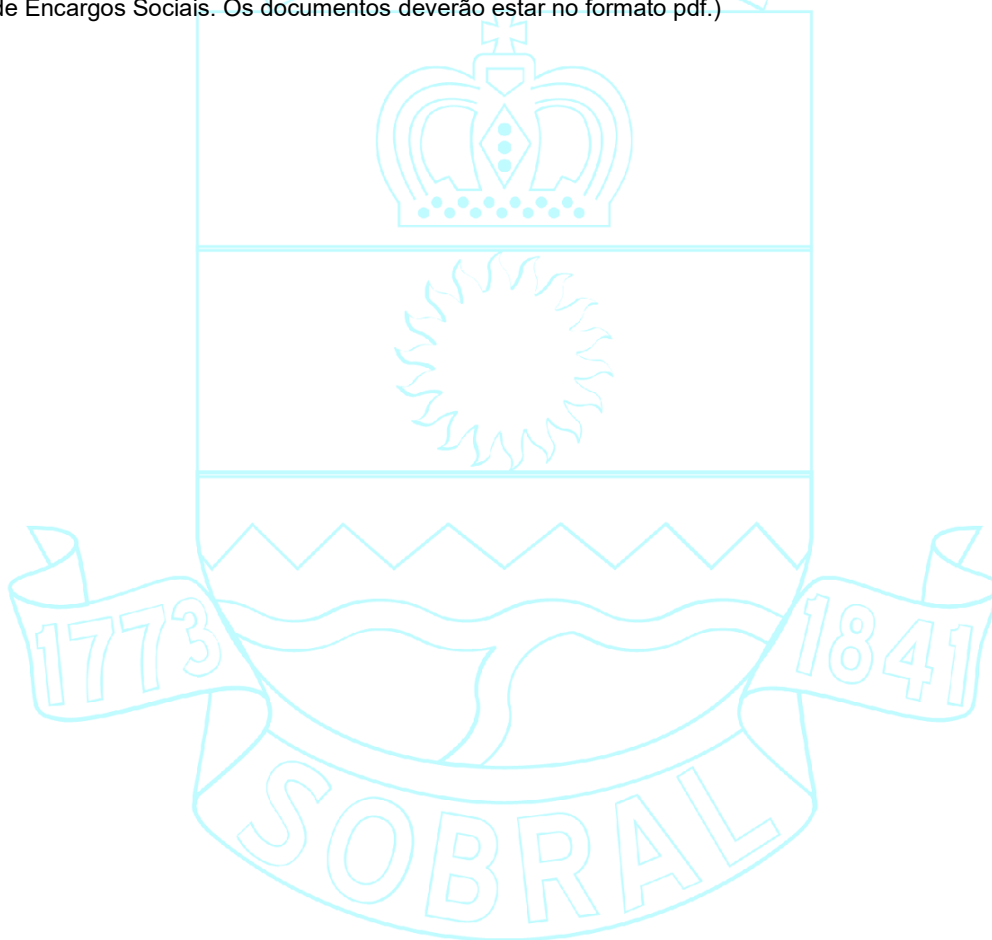 de Encargos Sociais. Os documentos deverão estar no formato pdf.)
1773
1841
SOBRAL